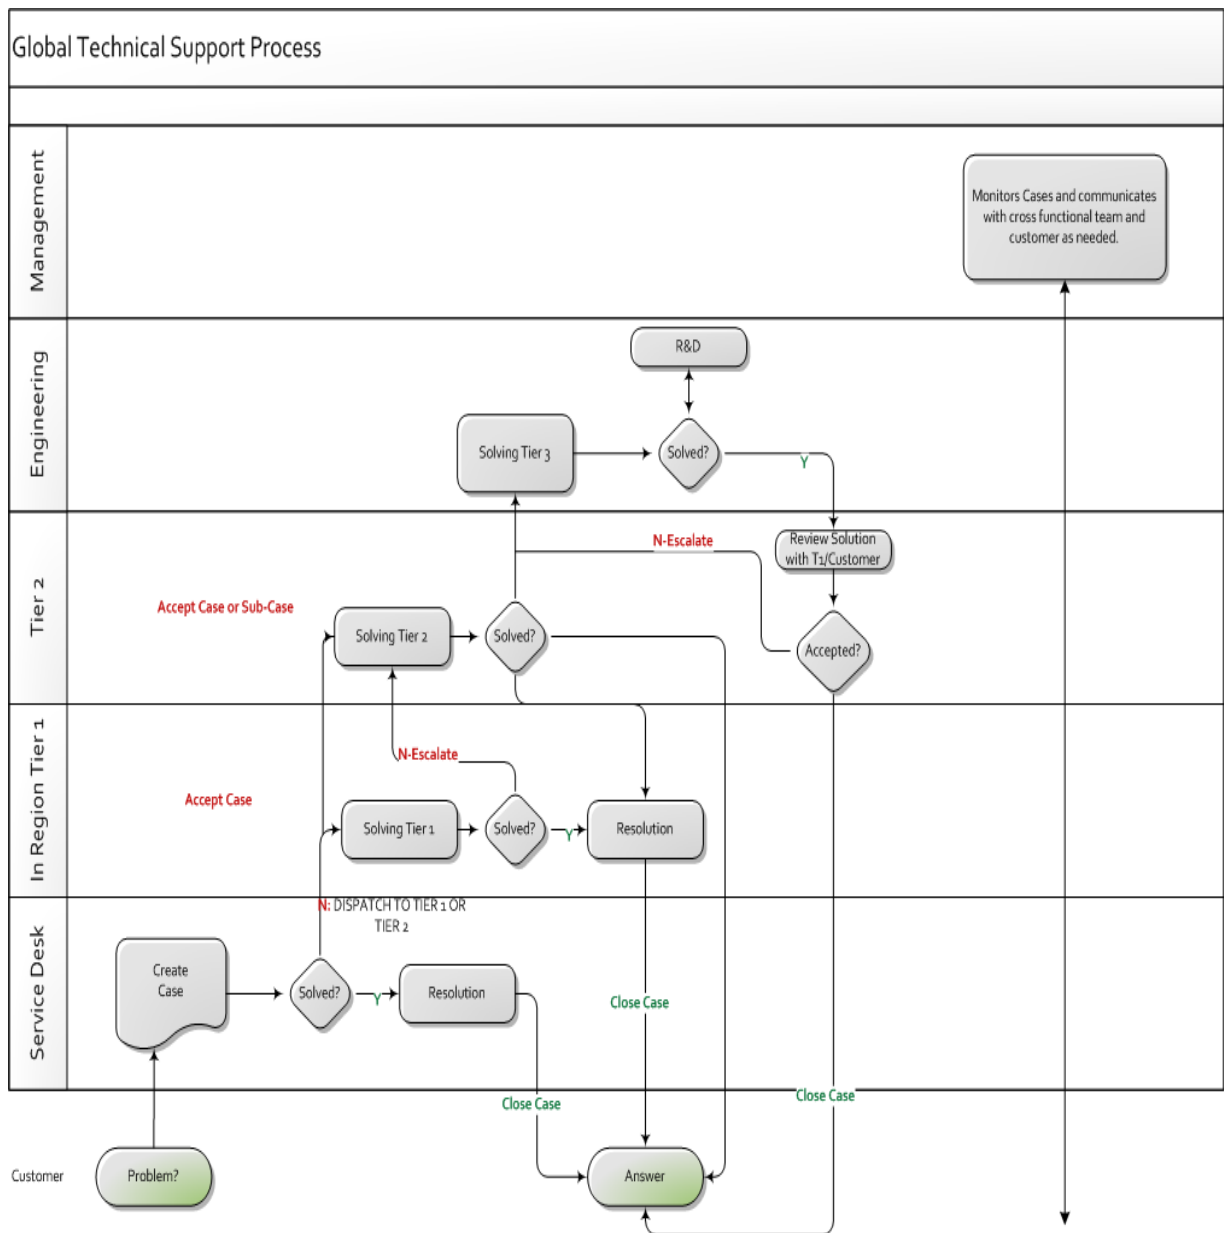 Global Technical Support Process
Management
Monitors Cases and communicates
with cross functional team and
customer as needed.
Engineering
R&D
Solving Tier 3
Solved?
Y
Tier 2
Review Solution
with T1/Customer
N-Escalate
Accept Case or Sub-Case
Solving Tier 2
Solved?
Accepted?
In Region Tier 1
N-Escalate
Accept Case
Solving Tier 1
Solved?
Y
Resolution
Service Desk
N: DISPATCH TO TIER 1 OR
TIER 2
Create
Case
Solved?
Y
Resolution
Close Case
Close Case
Close Case
Customer
Problem?
Answer